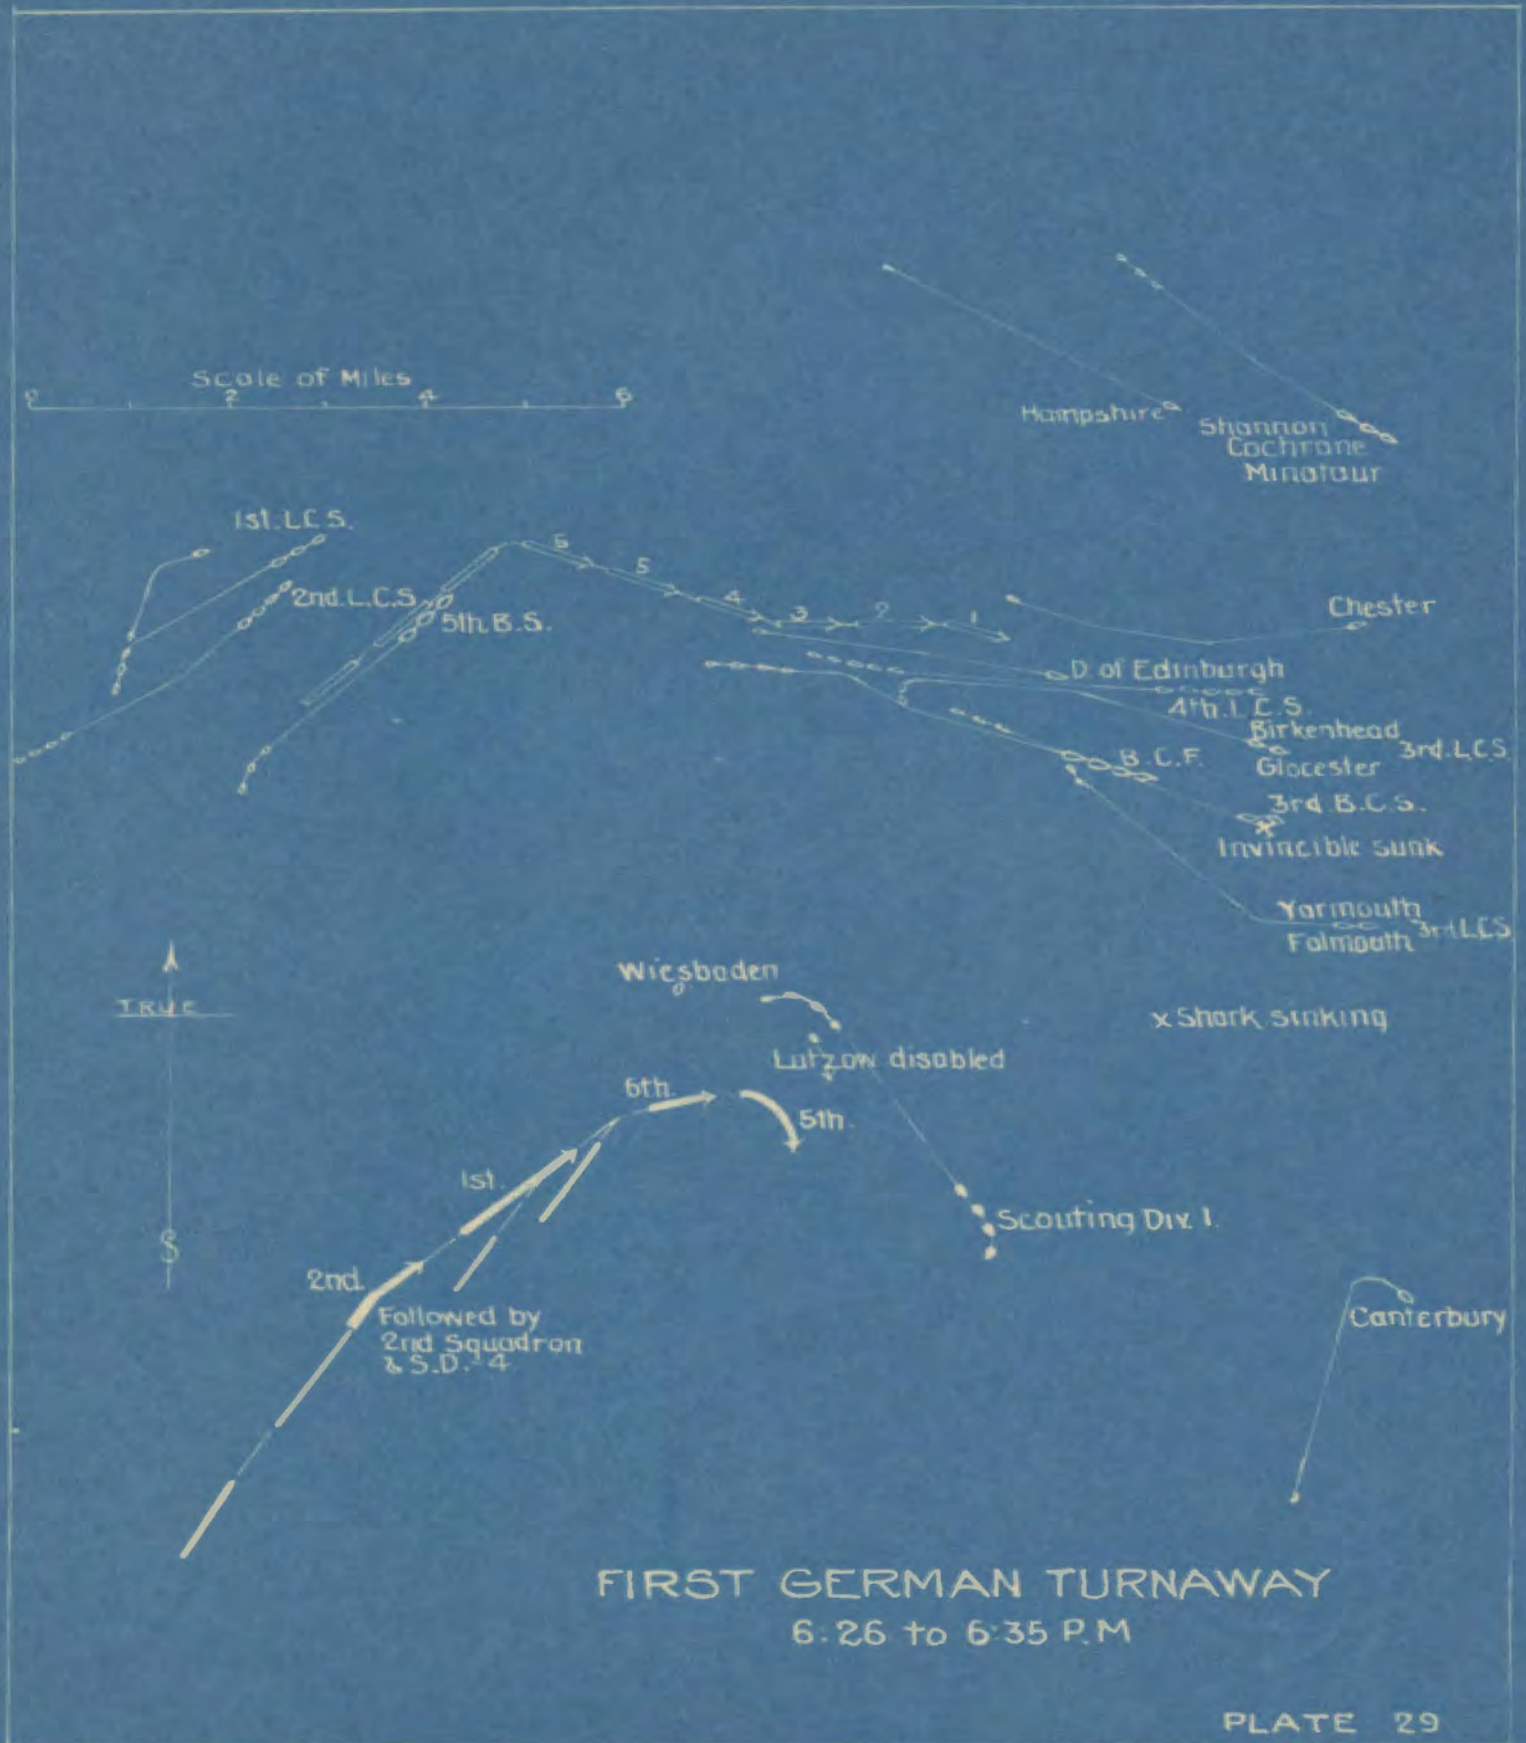 Scale of Miles
0 2 4 6
Hampshire
Shannon
Cochrane
Minotaur
1st. L.C.S.
2nd. L.C.S.
5th. B.S.
6 5 4 3 2 1
Chester
D. of Edinburgh
4th. L.C.S.
Birkenhead
3rd. L.C.S.
Glocester
B.C.F.
3rd B.C.S.
Invincible sunk
Yarmouth
3rd L.C.S.
Falmouth
Wiesbaden
TRUE
x Shark sinking
Lutzow disabled
6th.
5th.
1st.
Scouting Div. 1.
S
2nd.
Followed by
2nd Squadron
& S.D.-4
Canterbury
FIRST GERMAN TURNAWAY
6:26 to 6:35 P.M
PLATE 29